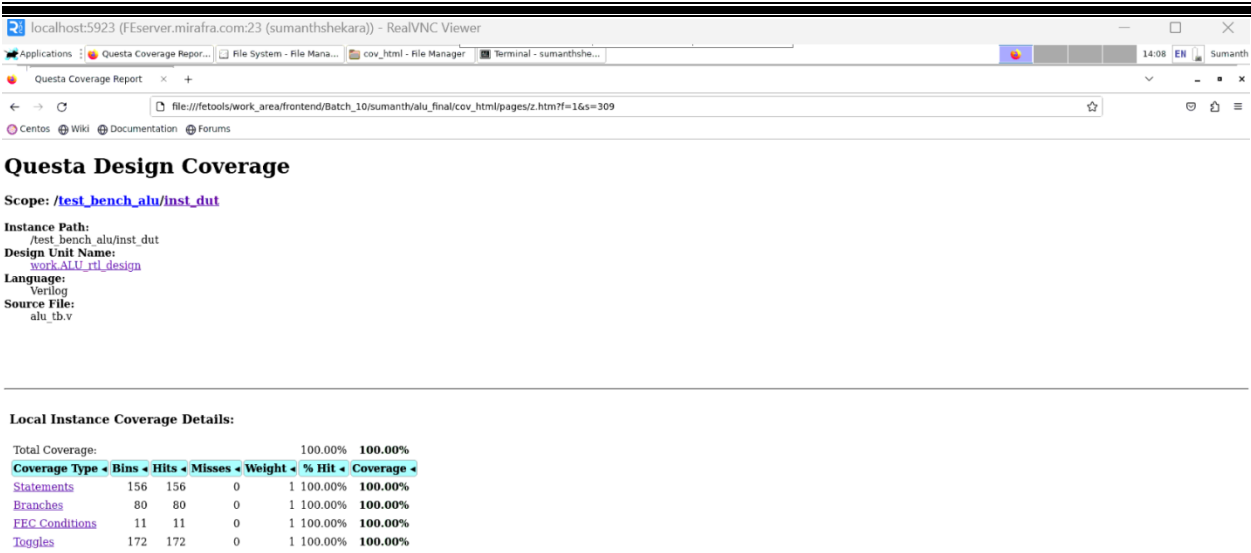 localhost:5923 (FEserver.mirafra.com:23 (sumanthshekara)) - RealVNC Viewer
Applications Questa Coverage Repor... File System - File Mana... cov_html - File Manager Terminal - sumanthshe... 14:08 EN Sumanth
Questa Coverage Report × +
file:///fetools/work_area/frontend/Batch_10/sumanth/alu_final/cov_html/pages/z.htm?f=1&s=309
Centos Wiki Documentation Forums
Questa Design Coverage
Scope: /test_bench_alu/inst_dut
Instance Path:
/test_bench_alu/inst_dut
Design Unit Name:
work.ALU_rtl_design
Language:
Verilog
Source File:
alu_tb.v
Local Instance Coverage Details:
Total Coverage: 100.00% 100.00%
Coverage Type Bins Hits Misses Weight % Hit Coverage
Statements 156 156 0 1 100.00% 100.00%
Branches 80 80 0 1 100.00% 100.00%
FEC Conditions 11 11 0 1 100.00% 100.00%
Toggles 172 172 0 1 100.00% 100.00%